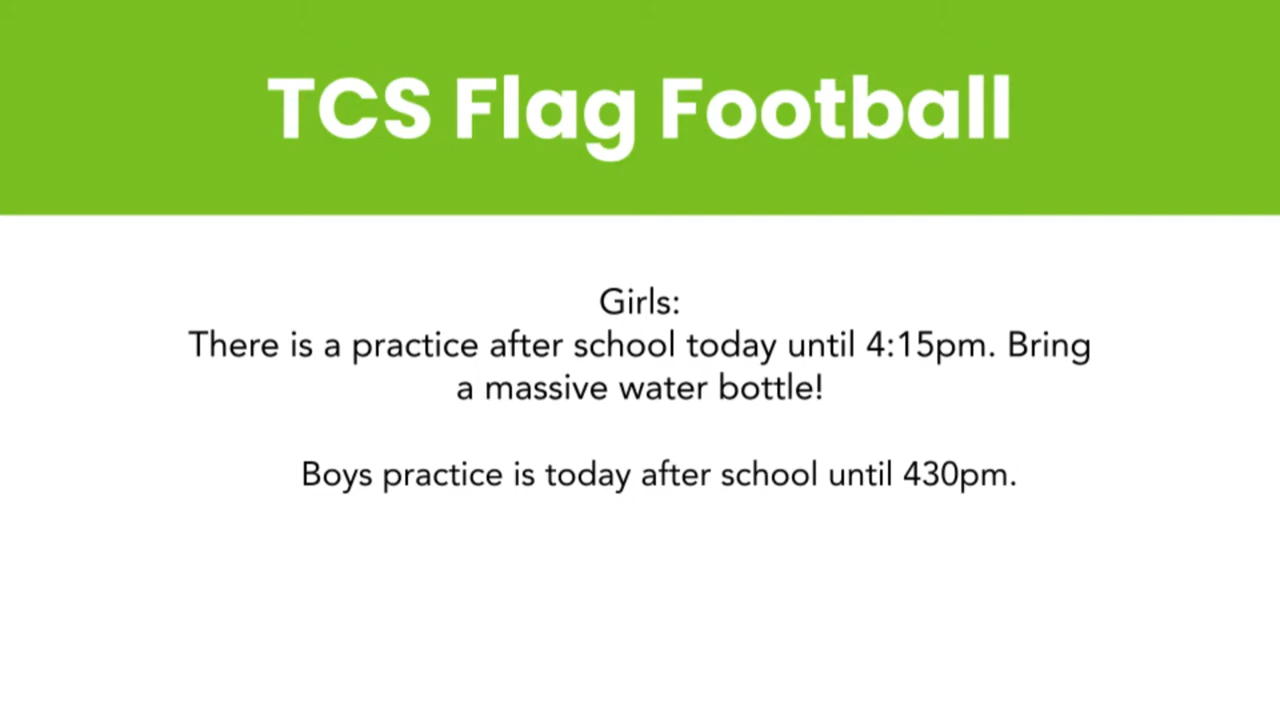 TCS Flag Football
Girls:
There is a practice after school today until 4:15pm. Bring
a massive water bottle!
Boys practice is today after school until 430pm.